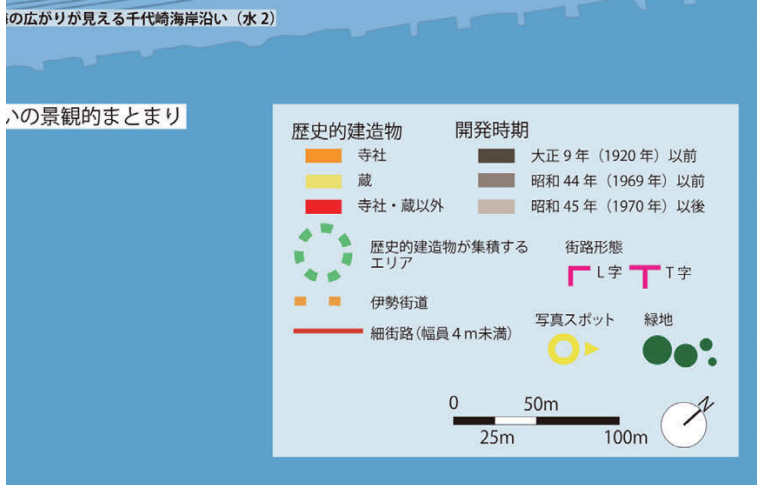 の広がりが見える千代崎海岸沿い（水2）
いの景観的まとまり
歴史的建造物
寺社
蔵
寺社・蔵以外
開発時期
大正9年（1920年）以前
昭和44年（1969年）以前
昭和45年（1970年）以後
歴史的建造物が集積する
エリア
伊勢街道
細街路（幅員4m未満）
街路形態
L字
T字
写真スポット
緑地
0
50m
25m
100m
N